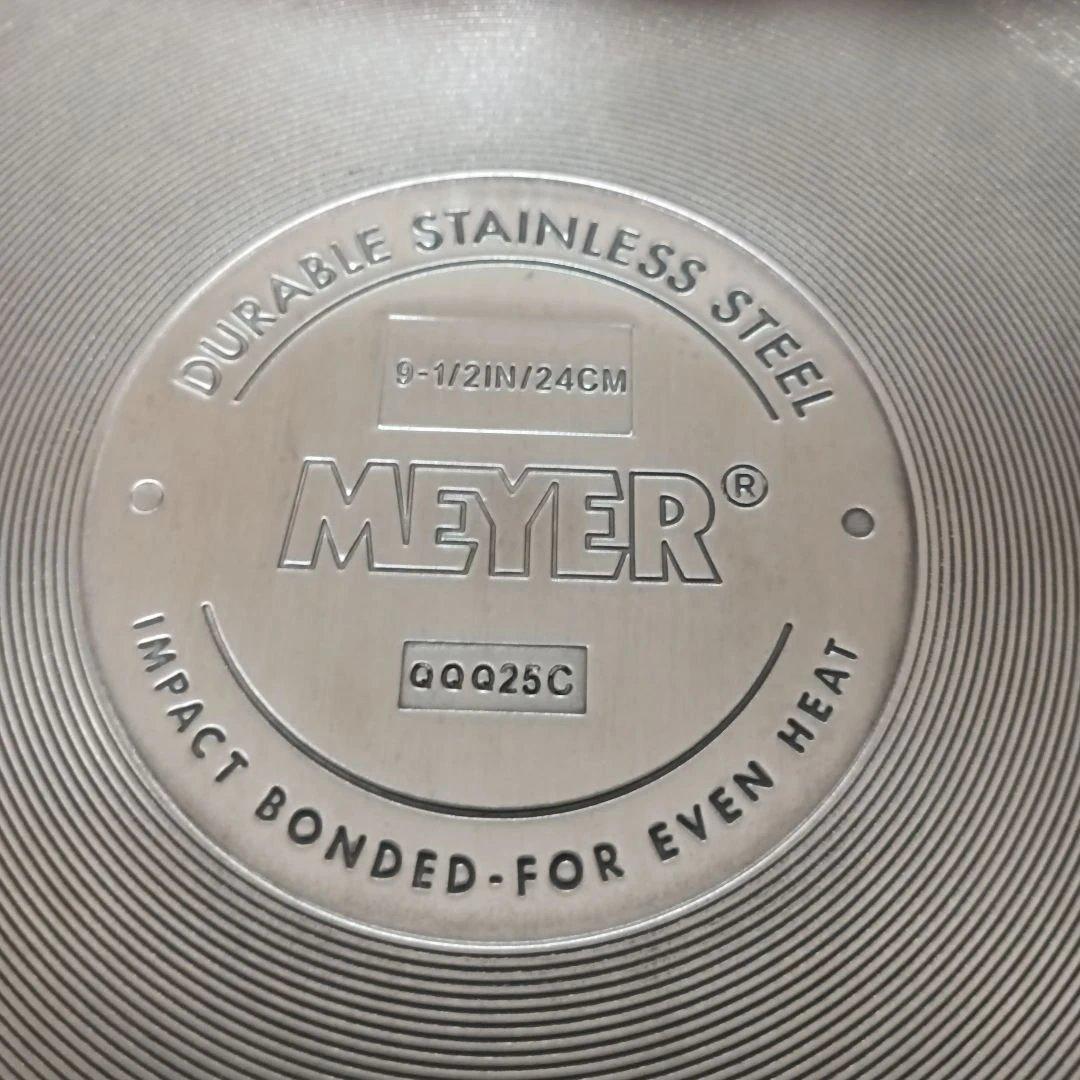 DURABLE STAINLESS STEEL
9-1/2IN/24CM
MEYER®
QQQ25C
IMPACT BONDED-FOR EVEN HEAT